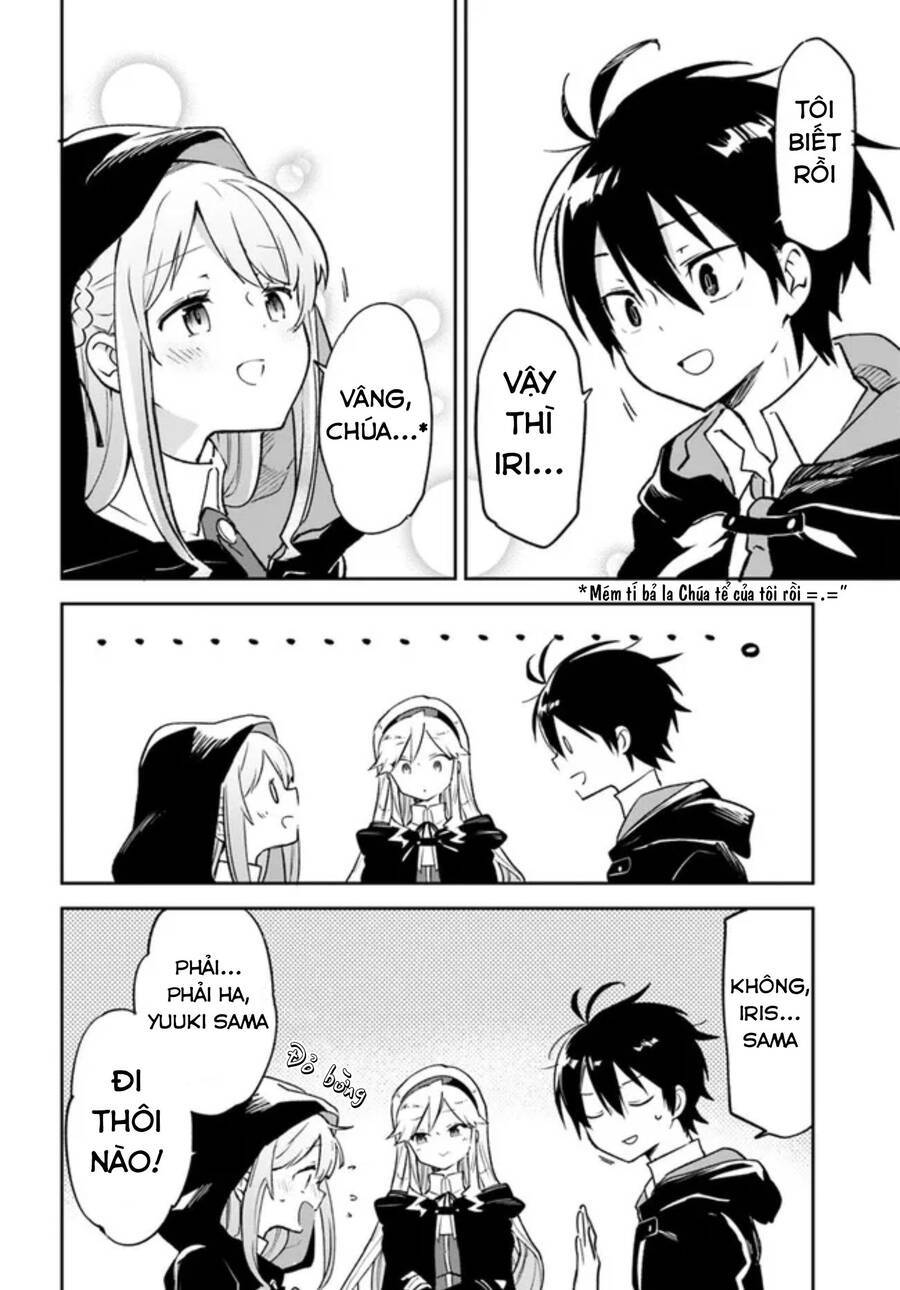 TÔI
BIẾT
RỒI
VẬY
THÌ
IRI...
VÂNG,
CHÚA...*
*Mém tí bả la Chúa tể của tôi rồi =.="
KHÔNG,
IRIS...
SAMA
PHẢI...
PHẢI HA,
YUUKI SAMA
Đỏ bừng
ĐI
THÔI
NÀO!